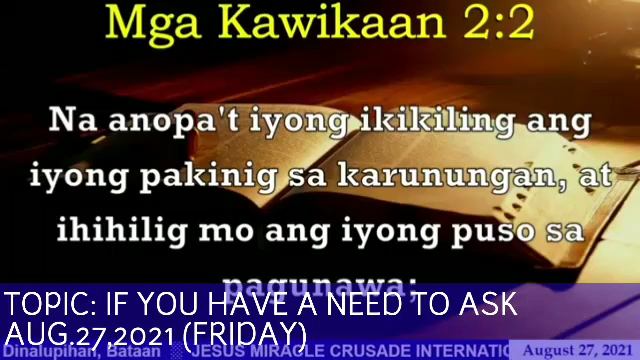 Mga Kawikaan 2:2
Na anopa't iyong ikikiling ang
iyong pakinig sa karunungan, at
ihihilig mo ang iyong puso sa
pagunawa;
TOPIC: IF YOU HAVE A NEED TO ASK
AUG.27,2021 (FRIDAY)
Dinalupihan, Bataan JESUS MIRACLE CRUSADE INTERNATIO August 27, 2021